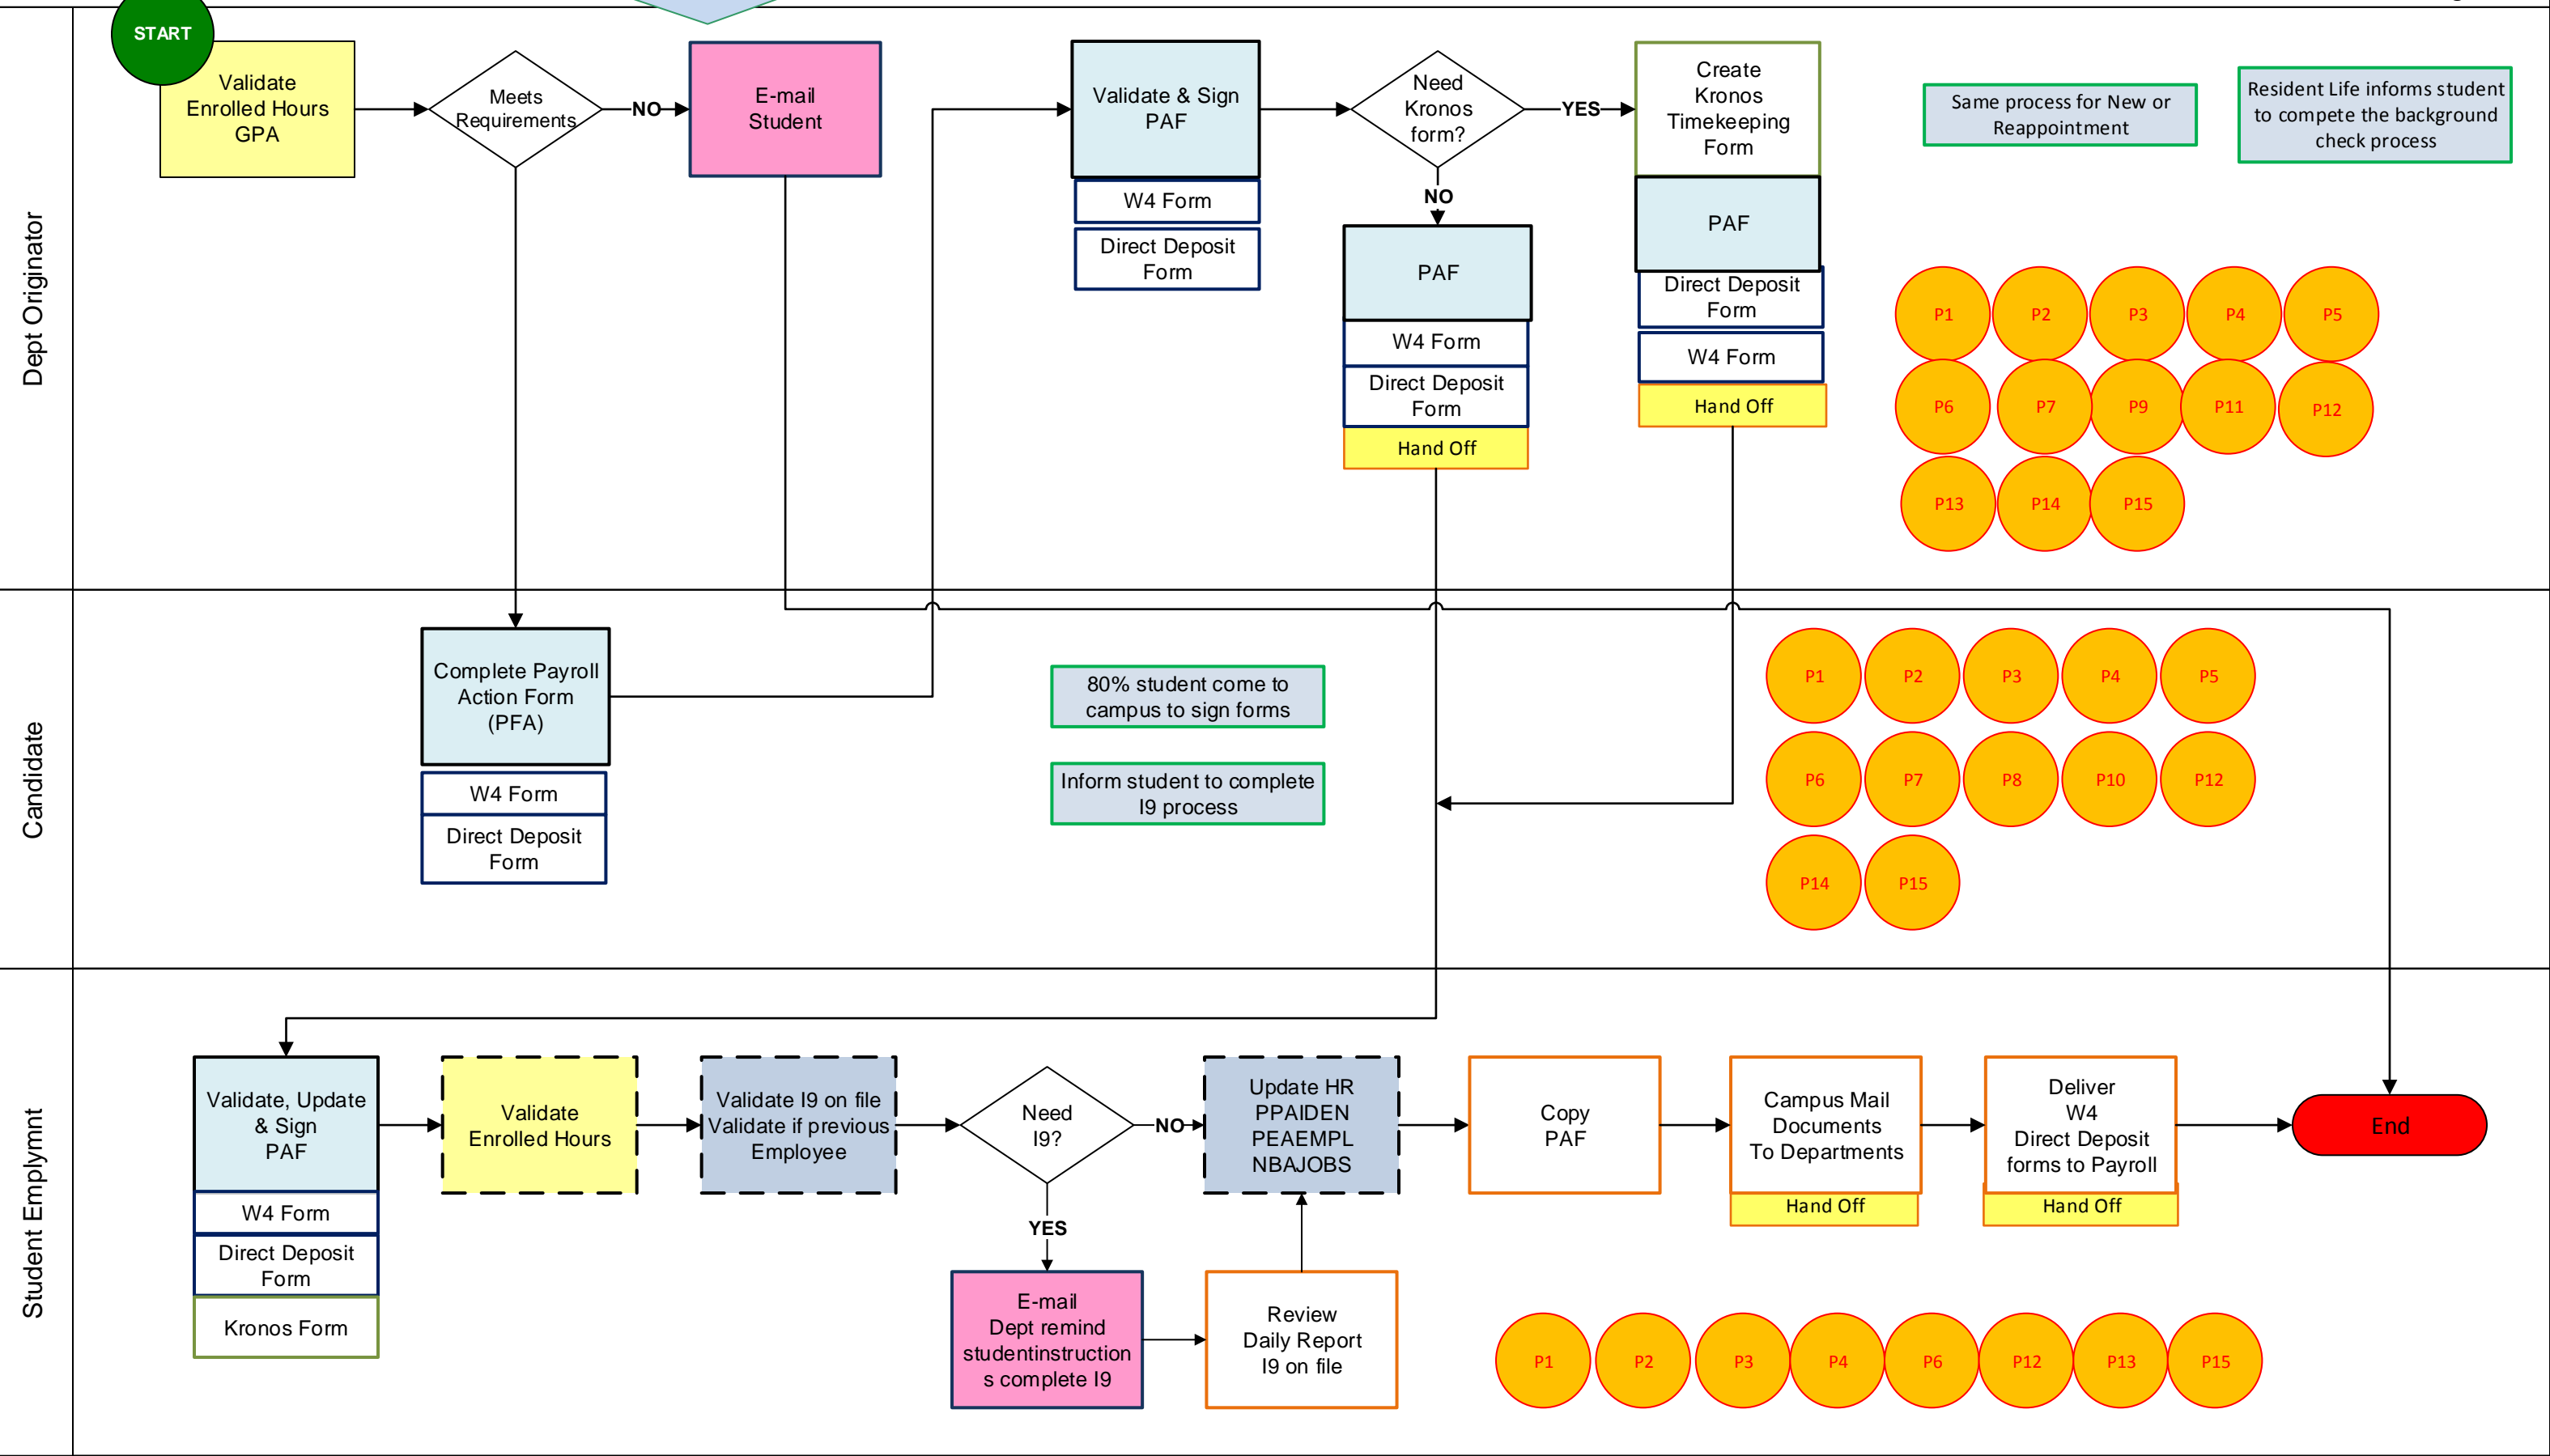 Dept Originator
START
Validate
Enrolled Hours
GPA
Meets
Requirements
NO
E-mail
Student
Validate & Sign
PAF
W4 Form
Direct Deposit
Form
Need
Kronos
form?
YES
NO
PAF
W4 Form
Direct Deposit
Form
Hand Off
Create
Kronos
Timekeeping
Form
PAF
Direct Deposit
Form
W4 Form
Hand Off
Same process for New or
Reappointment
Resident Life informs student
to compete the background
check process
P1
P2
P3
P4
P5
P6
P7
P9
P11
P12
P13
P14
P15
Candidate
Complete Payroll
Action Form
(PFA)
W4 Form
Direct Deposit
Form
80% student come to
campus to sign forms
Inform student to complete
I9 process
P1
P2
P3
P4
P5
P6
P7
P8
P10
P12
P14
P15
Student Emplymnt
Validate, Update
& Sign
PAF
W4 Form
Direct Deposit
Form
Kronos Form
Validate
Enrolled Hours
Validate I9 on file
Validate if previous
Employee
Need
I9?
NO
YES
E-mail
Dept remind
studentinstruction
s complete I9
Review
Daily Report
I9 on file
Update HR
PPAIDEN
PEAEMPL
NBAJOBS
Copy
PAF
Campus Mail
Documents
To Departments
Hand Off
Deliver
W4
Direct Deposit
forms to Payroll
Hand Off
End
P1
P2
P3
P4
P6
P12
P13
P15